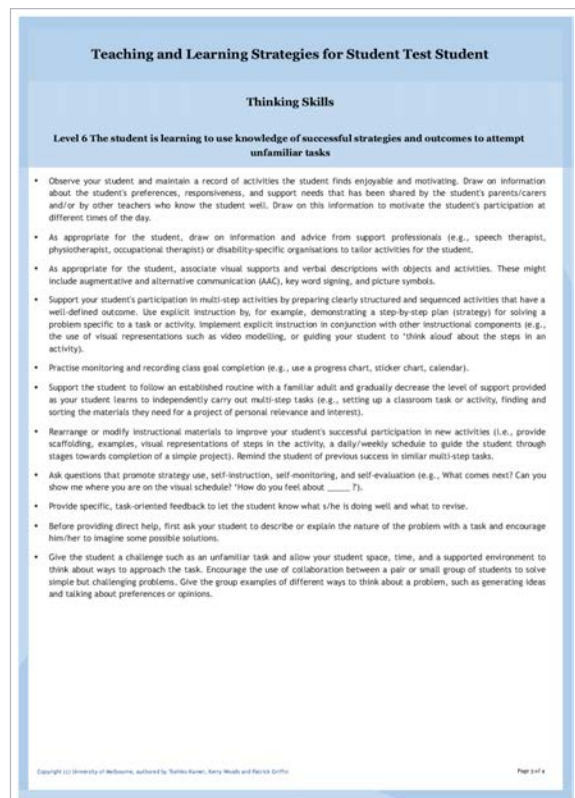 Teaching and Learning Strategies for Student Test Student
Thinking Skills
Level 6 The student is learning to use knowledge of successful strategies and outcomes to attempt
unfamiliar tasks
• Observe your student and maintain a record of activities the student finds enjoyable and motivating. Draw on information
about the student's preferences, responsiveness, and support needs that has been shared by the student's parents/carers
and/or by other teachers who know the student well. Draw on this information to motivate the student's participation at
different times of the day.
• As appropriate for the student, draw on information and advice from support professionals (e.g., speech therapist,
physiotherapist, occupational therapist) or disability-specific organisations to tailor activities for the student.
• As appropriate for the student, associate visual supports and verbal descriptions with objects and activities. These might
include augmentative and alternative communication (AAC), key word signing, and picture symbols.
• Support your student's participation in multi-step activities by preparing clearly structured and sequenced activities that have a
well-defined outcome. Use explicit instruction by, for example, demonstrating a step-by-step plan (strategy) for solving a
problem specific to a task or activity. Implement explicit instruction in conjunction with other instructional components (e.g.,
the use of visual representations such as video modelling, or guiding your student to 'think aloud' about the steps in an
activity).
• Practise monitoring and recording class goal completion (e.g., use a progress chart, sticker chart, calendar).
• Support the student to follow an established routine with a familiar adult and gradually decrease the level of support provided
as your student learns to independently carry out multi-step tasks (e.g., setting up a classroom task or activity, finding and
sorting the materials they need for a project of personal relevance and interest).
• Rearrange or modify instructional materials to improve your student's successful participation in new activities (i.e., provide
scaffolding, examples, visual representations of steps in the activity, a daily/weekly schedule to guide the student through
stages towards completion of a simple project). Remind the student of previous success in similar multi-step tasks.
• Ask questions that promote strategy use, self-instruction, self-monitoring, and self-evaluation (e.g., What comes next? Can you
show me where you are on the visual schedule? 'How do you feel about _____ ?').
• Provide specific, task-oriented feedback to let the student know what s/he is doing well and what to revise.
• Before providing direct help, first ask your student to describe or explain the nature of the problem with a task and encourage
him/her to imagine some possible solutions.
• Give the student a challenge such as an unfamiliar task and allow your student space, time, and a supported environment to
think about ways to approach the task. Encourage the use of collaboration between a pair or small group of students to solve
simple but challenging problems. Give the group examples of different ways to think about a problem, such as generating ideas
and talking about preferences or opinions.
Copyright (c) University of Melbourne, authored by Toshiko Kamei, Kerry Woods and Patrick Griffin
Page 3 of 4